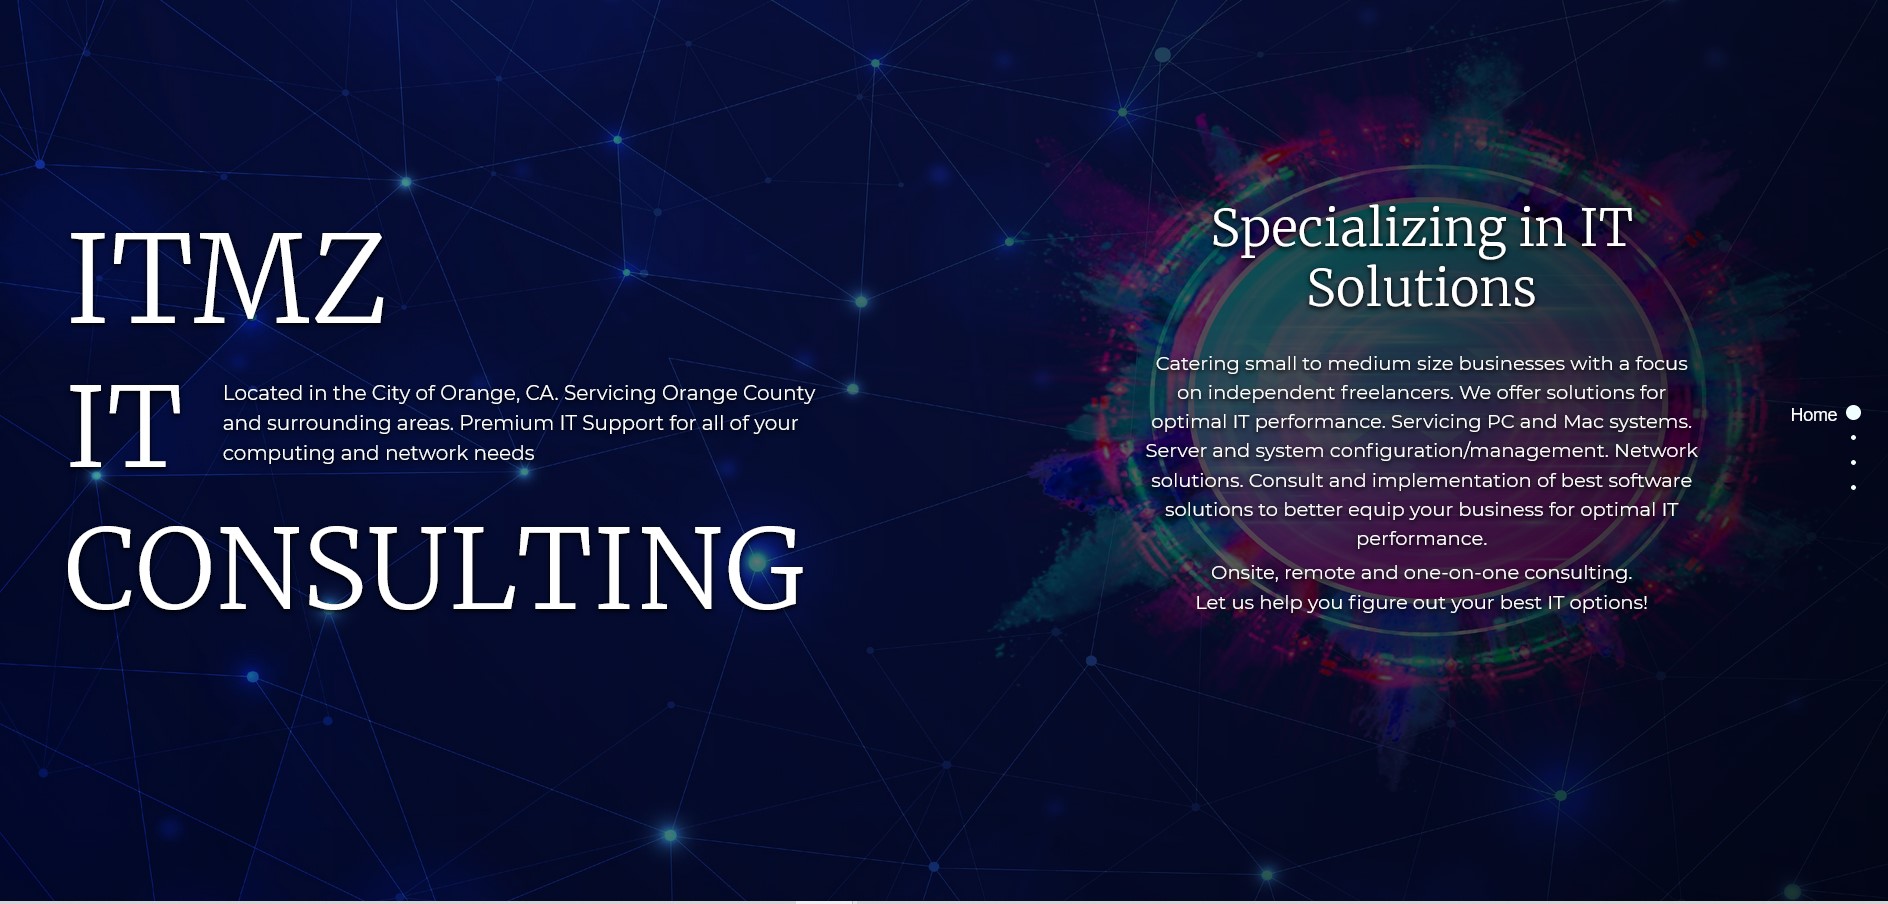 ITMZ
IT
Located in the City of Orange, CA. Servicing Orange County
and surrounding areas. Premium IT Support for all of your
computing and network needs
CONSULTING
Specializing in IT
Solutions
Catering small to medium size businesses with a focus
on independent freelancers. We offer solutions for
optimal IT performance. Servicing PC and Mac systems.
Server and system configuration/management. Network
solutions. Consult and implementation of best software
solutions to better equip your business for optimal IT
performance.
Onsite, remote and one-on-one consulting.
Let us help you figure out your best IT options!
Home